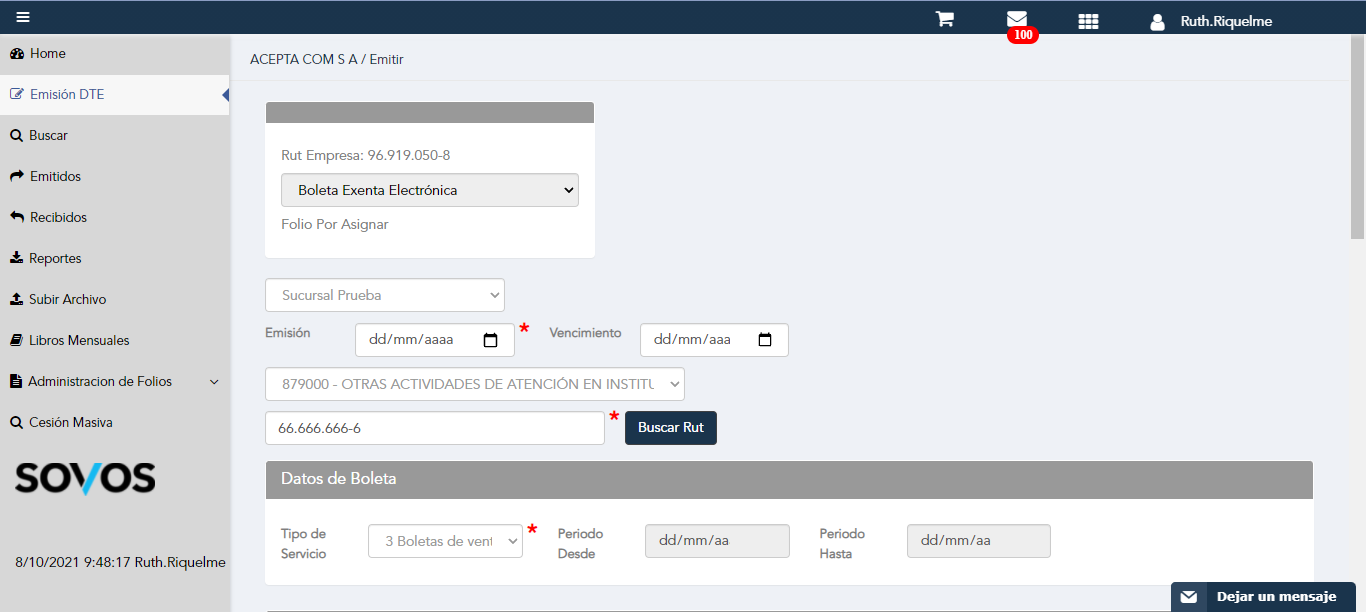 100
Ruth.Riquelme
Home
Emisión DTE
Buscar
Emitidos
Recibidos
Reportes
Subir Archivo
Libros Mensuales
Administracion de Folios
Cesión Masiva
SOVOS
8/10/2021 9:48:17 Ruth.Riquelme
ACEPTA COM S A / Emitir
Rut Empresa: 96.919.050-8
Boleta Exenta Electrónica
Folio Por Asignar
Sucursal Prueba
Emisión dd/mm/aaaa * Vencimiento dd/mm/aaa
879000 - OTRAS ACTIVIDADES DE ATENCIÓN EN INSTITU
66.666.666-6 * Buscar Rut
Datos de Boleta
Tipo de Servicio 3 Boletas de vent * Periodo Desde dd/mm/aa Periodo Hasta dd/mm/aa
Dejar un mensaje